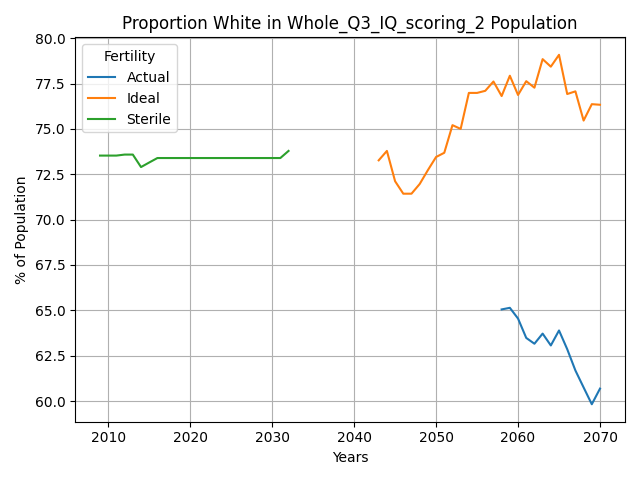 Proportion White in Whole_Q3_IQ_scoring_2 Population
Fertility
Actual
Ideal
Sterile
% of Population
80.0
77.5
75.0
72.5
70.0
67.5
65.0
62.5
60.0
2010 2020 2030 2040 2050 2060 2070
Years